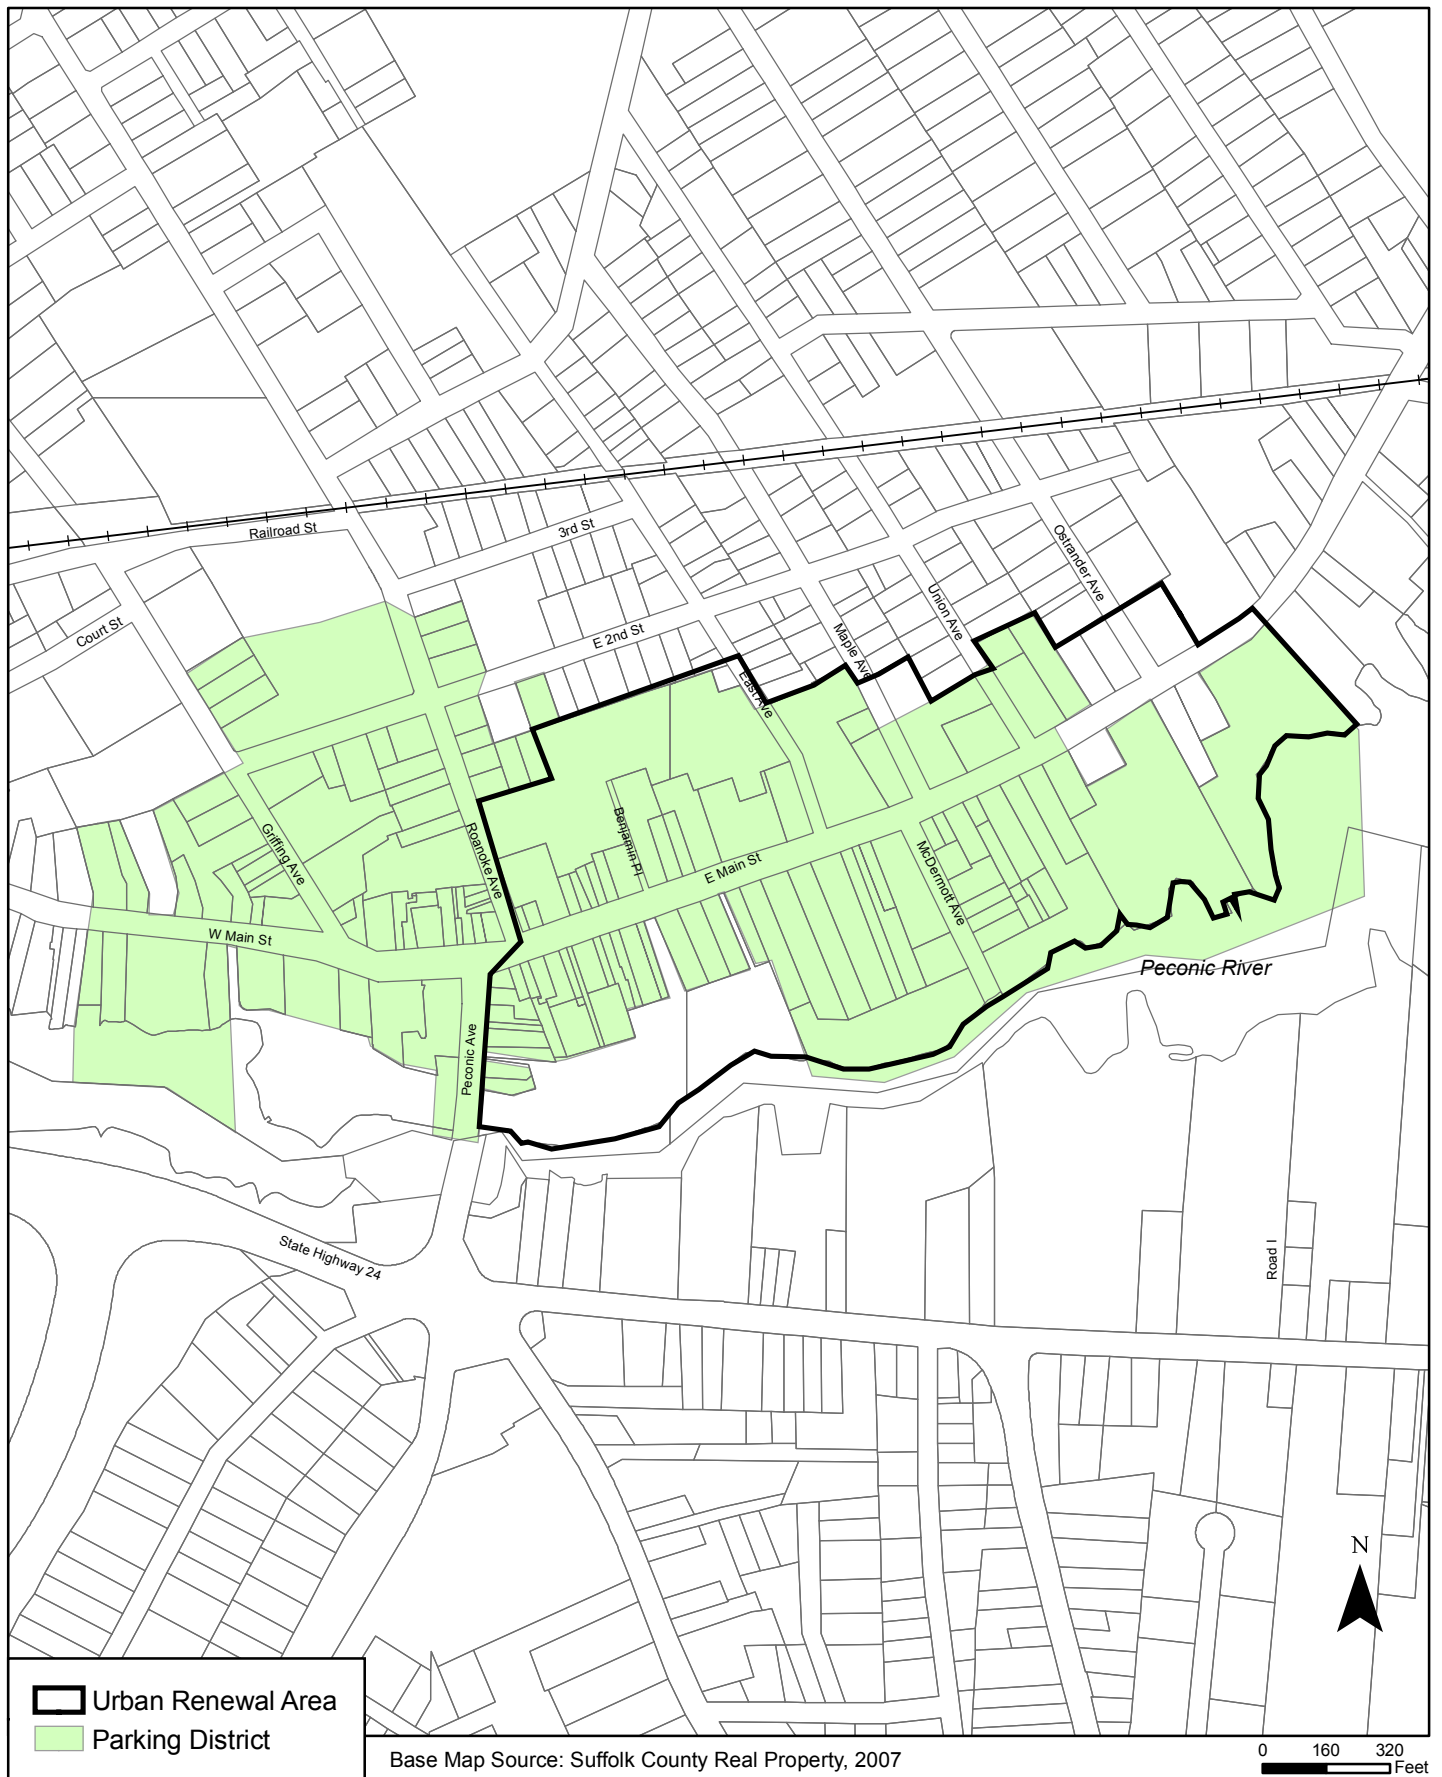 Railroad St
3rd St
Court St
E 2nd St
Ostrander Ave
Union Ave
Maple Ave
East Ave
Griffing Ave
Roanoke Ave
Benjamin Pl
E Main St
McDermott Ave
W Main St
Peconic River
Peconic Ave
State Highway 24
Road I
N
Urban Renewal Area
Parking District
Base Map Source: Suffolk County Real Property, 2007
0 160 320
Feet